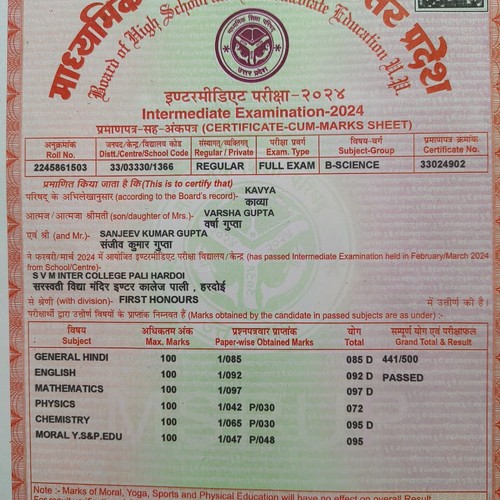 माध्यमिक
उत्तर प्रदेश
Board of High School and Intermediate Education U.P.
माध्यमिक शिक्षा परिषद्
उत्तर प्रदेश
इण्टरमीडिएट परीक्षा-२०२४
Intermediate Examination-2024
प्रमाणपत्र-सह-अंकपत्र (CERTIFICATE-CUM-MARKS SHEET)
अनुक्रमांक जनपद/केन्द्र/विद्यालय कोड संस्थागत/व्यक्तिगत परीक्षा प्रवर्ग विषय-वर्ग प्रमाणपत्र क्रमांक
Roll No. Distt./Centre/School Code Regular / Private Exam. Type Subject-Group Certificate No.
2245861503 33/03330/1366 REGULAR FULL EXAM B-SCIENCE 33024902
प्रमाणित किया जाता है कि (This is to certify that) KAVYA
परिषद् के अभिलेखानुसार (according to the Board's record)- काव्या
आत्मज / आत्मजा श्रीमती (son/daughter of Mrs.)- VARSHA GUPTA
वर्षा गुप्ता
एवं श्री (and Mr.)- SANJEEV KUMAR GUPTA
संजीव कुमार गुप्ता
ने फरवरी/मार्च 2024 में आयोजित इण्टरमीडिएट परीक्षा विद्यालय/केन्द्र (has passed Intermediate Examination held in February/March 2024
from School/Centre)-
S V M INTER COLLEGE PALI HARDOI
सरस्वती विद्या मंदिर इण्टर कालेज पाली , हरदोई
से श्रेणी (with division)- FIRST HONOURS में उत्तीर्ण की है।
परीक्षार्थी द्वारा उत्तीर्ण विषयों के प्राप्तांक निम्नवत हैं (Marks obtained by the candidate in passed subjects are as under) :-
विषय अधिकतम अंक प्रश्नपत्रवार प्राप्तांक योग सम्पूर्ण योग एवं परीक्षाफल
Subject Max. Marks Paper-wise Obtained Marks Total Grand Total & Result
GENERAL HINDI 100 1/085 085 D 441/500
ENGLISH 100 1/092 092 D PASSED
MATHEMATICS 100 1/097 097 D
PHYSICS 100 1/042 P/030 072
CHEMISTRY 100 1/065 P/030 095 D
MORAL Y.S&P.EDU 100 1/047 P/048 095
Note :- Marks of Moral, Yoga, Sports and Physical Education will have no effect on overall